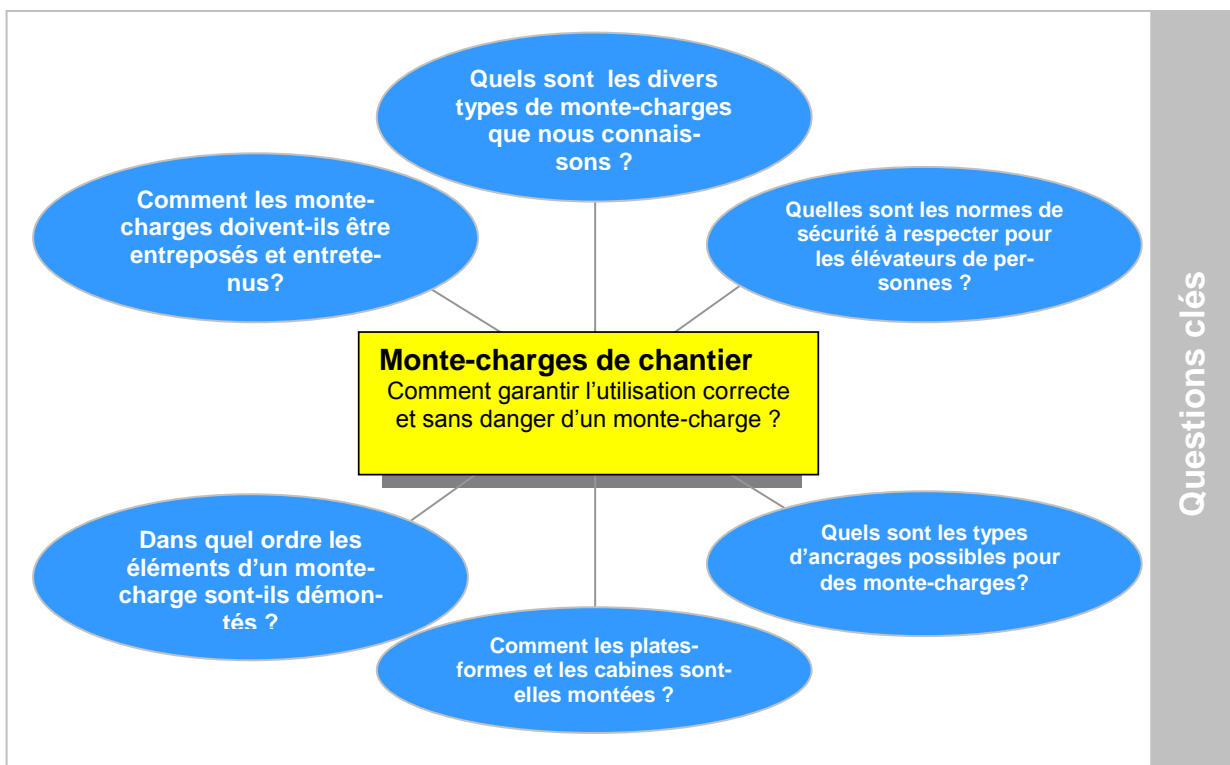 Quels sont les divers
types de monte-charges
que nous connais-
sons ?
Comment les monte-
charges doivent-ils être
entreposés et entrete-
nus?
Quelles sont les normes de
sécurité à respecter pour
les élévateurs de per-
sonnes ?
Monte-charges de chantier
Comment garantir l’utilisation correcte
et sans danger d’un monte-charge ?
Dans quel ordre les
éléments d’un monte-
charge sont-ils démon-
tés ?
Quels sont les types
d’ancrages possibles pour
des monte-charges?
Comment les plates-
formes et les cabines sont-
elles montées ?
Questions clés